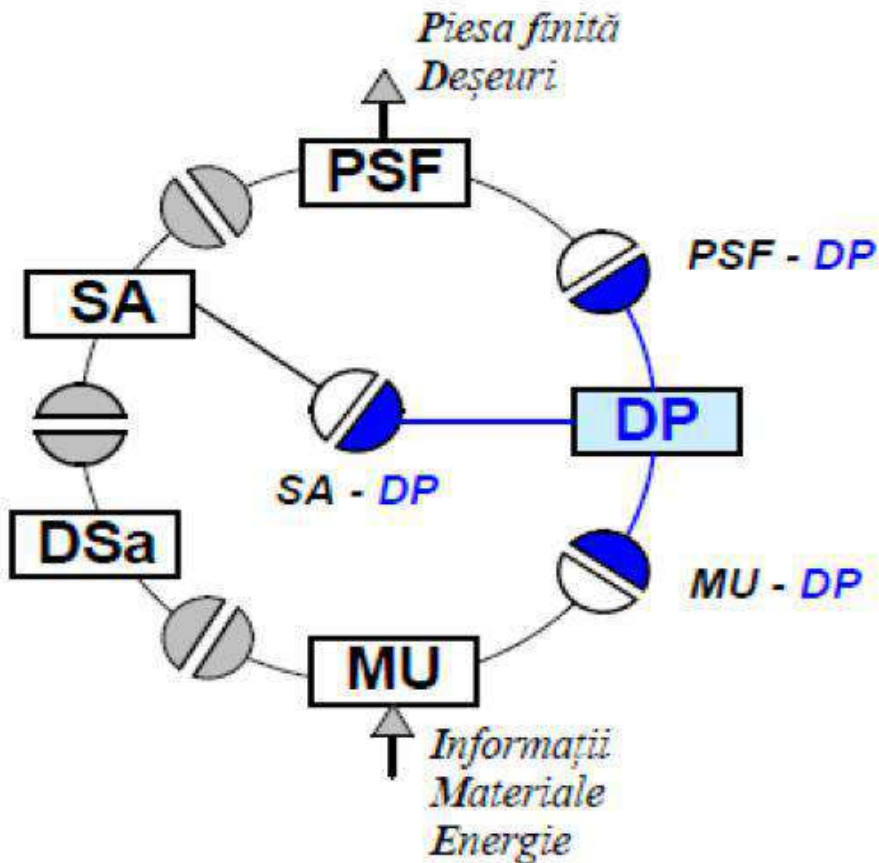 Piesa finită
Deșeuri
PSF
PSF - DP
SA
DP
SA - DP
DSa
MU - DP
MU
Informații
Materiale
Energie